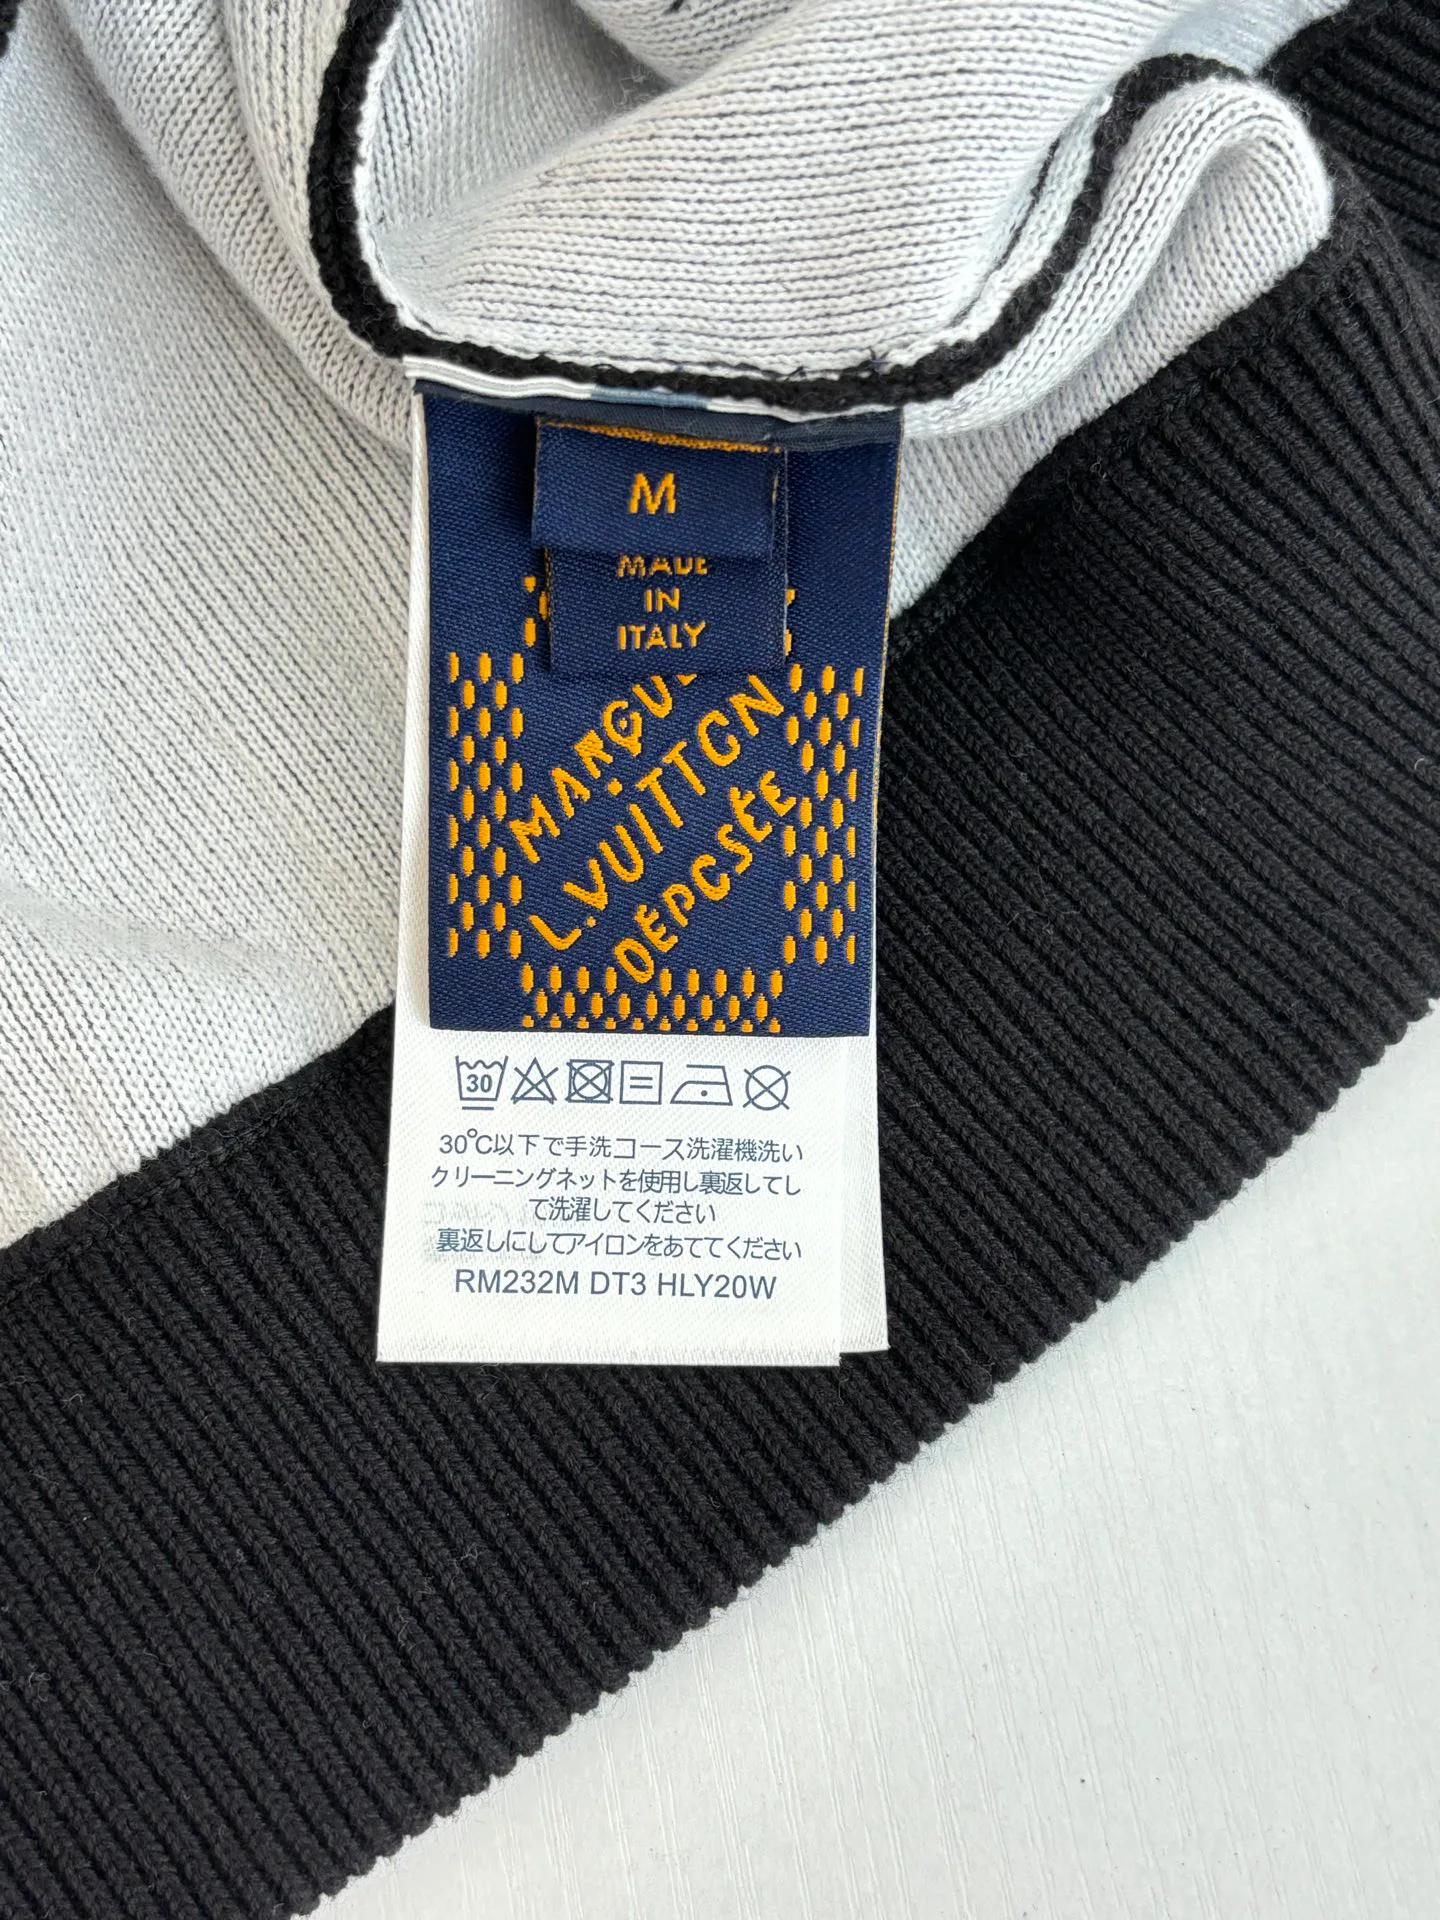 M
MADE
IN
ITALY
MARQUE
L.VUITTCN
DÉPCSÉE
30
30℃以下で手洗コース洗濯機洗い
クリーニングネットを使用し裏返してし
て洗濯してください
裏返しにしてアイロンをあててください
RM232M DT3 HLY20W